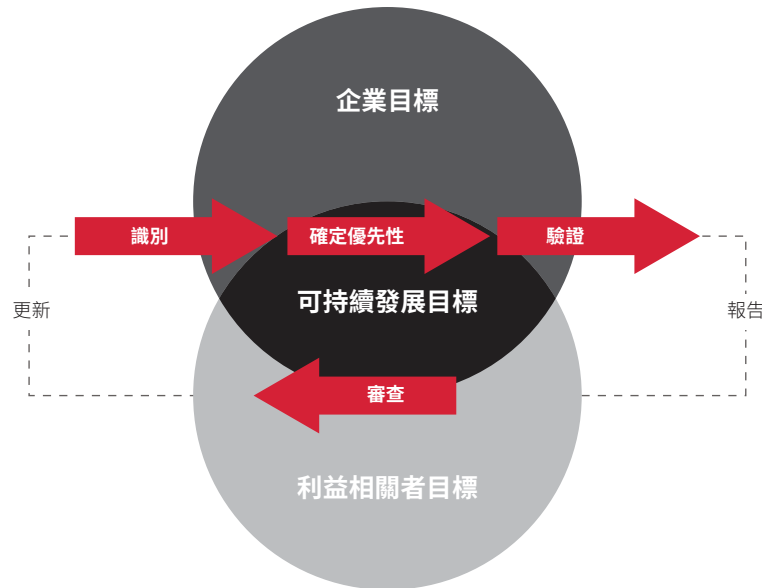 企業目標
識別
確定優先性
驗證
可持續發展目標
更新
報告
審查
利益相關者目標